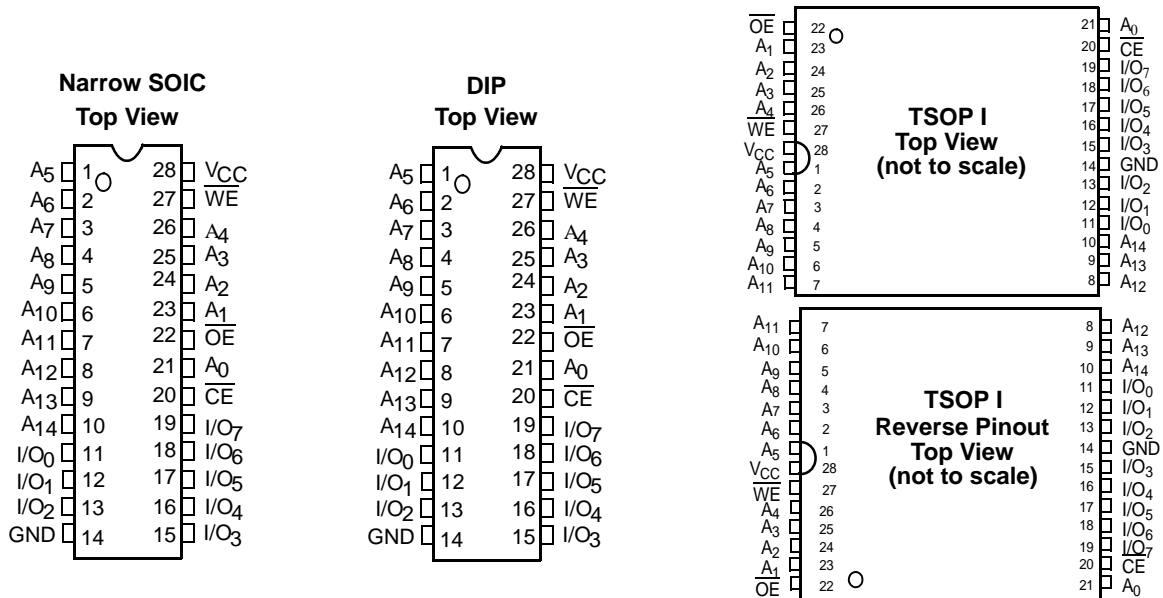 Narrow SOIC
Top View
A5 1 28 VCC
A6 2 27 WE
A7 3 26 A4
A8 4 25 A3
A9 5 24 A2
A10 6 23 A1
A11 7 22 OE
A12 8 21 A0
A13 9 20 CE
A14 10 19 I/O7
I/O0 11 18 I/O6
I/O1 12 17 I/O5
I/O2 13 16 I/O4
GND 14 15 I/O3
DIP
Top View
A5 1 28 VCC
A6 2 27 WE
A7 3 26 A4
A8 4 25 A3
A9 5 24 A2
A10 6 23 A1
A11 7 22 OE
A12 8 21 A0
A13 9 20 CE
A14 10 19 I/O7
I/O0 11 18 I/O6
I/O1 12 17 I/O5
I/O2 13 16 I/O4
GND 14 15 I/O3
TSOP I
Top View
(not to scale)
OE 22 21 A0
A1 23 20 CE
A2 24 19 I/O7
A3 25 18 I/O6
A4 26 17 I/O5
WE 27 16 I/O4
VCC 28 15 I/O3
A5 1 14 GND
A6 2 13 I/O2
A7 3 12 I/O1
A8 4 11 I/O0
A9 5 10 A14
A10 6 9 A13
A11 7 8 A12
TSOP I
Reverse Pinout
Top View
(not to scale)
A11 7 8 A12
A10 6 9 A13
A9 5 10 A14
A8 4 11 I/O0
A7 3 12 I/O1
A6 2 13 I/O2
A5 1 14 GND
VCC 28 15 I/O3
WE 27 16 I/O4
A4 26 17 I/O5
A3 25 18 I/O6
A2 24 19 I/O7
A1 23 20 CE
OE 22 21 A0